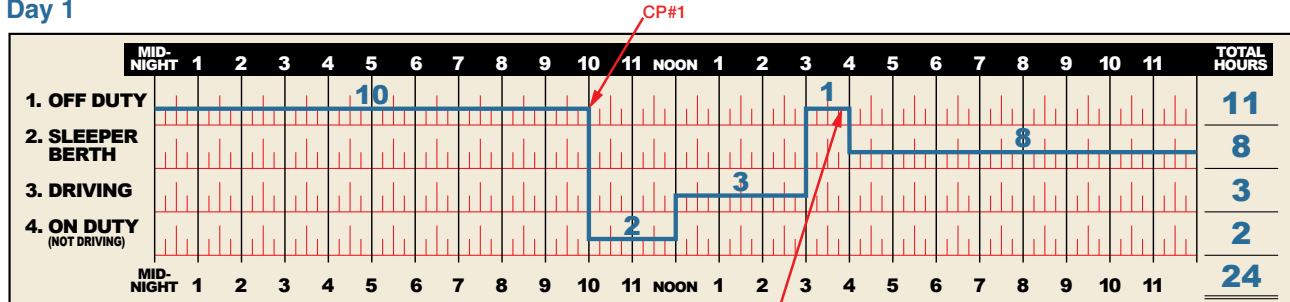 Day 1
CP#1
MID-NIGHT 1 2 3 4 5 6 7 8 9 10 11 NOON 1 2 3 4 5 6 7 8 9 10 11 TOTAL HOURS
1. OFF DUTY 10 1 11
2. SLEEPER BERTH 8 8
3. DRIVING 3 3
4. ON DUTY (NOT DRIVING) 2 2
MID-NIGHT 1 2 3 4 5 6 7 8 9 10 11 NOON 1 2 3 4 5 6 7 8 9 10 11 24